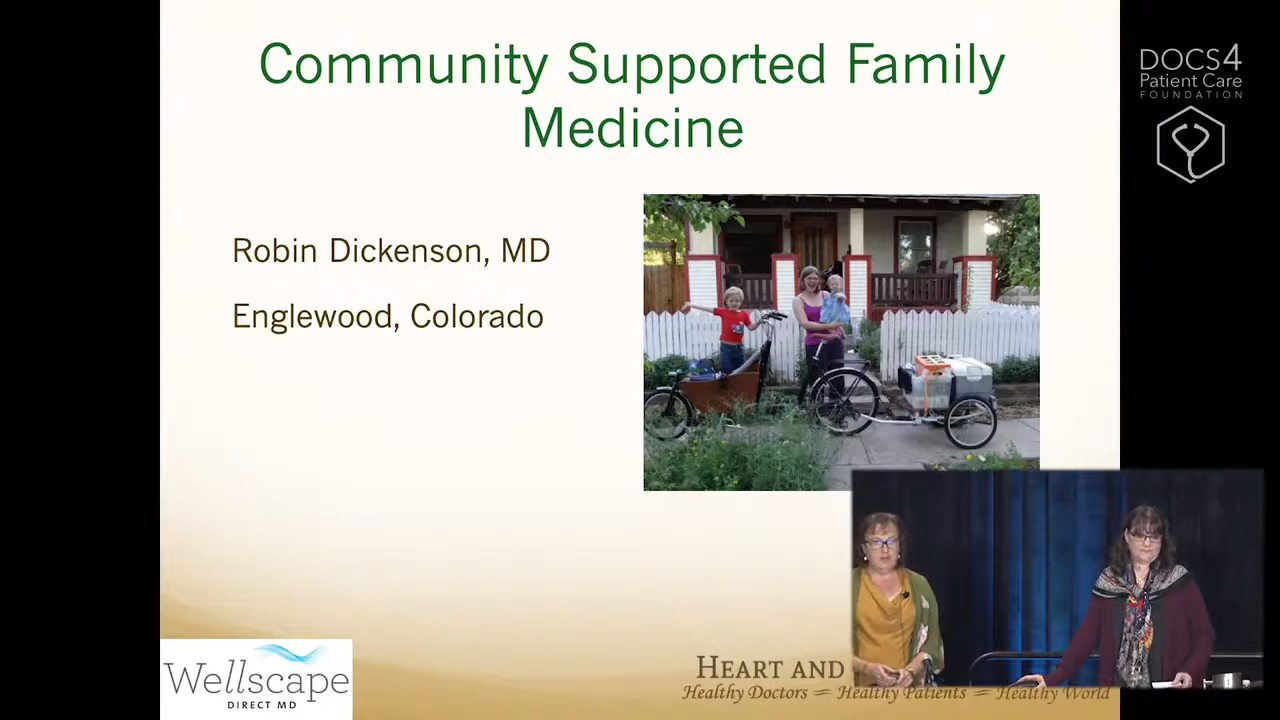 Community Supported Family
Medicine
Robin Dickenson, MD
Englewood, Colorado
DOCS4
Patient Care
FOUNDATION
Wellscape
DIRECT MD
HEART AND
Healthy Doctors = Healthy Patients = Healthy World